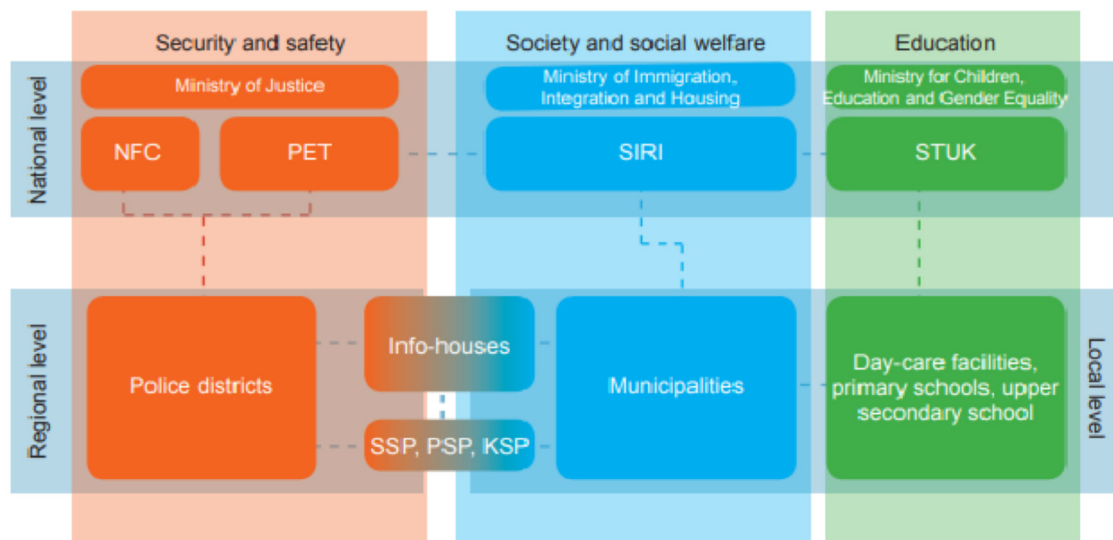 Security and safety
Society and social welfare
Education
National level
Ministry of Justice
Ministry of Immigration,
Integration and Housing
Ministry for Children,
Education and Gender Equality
NFC
PET
SIRI
STUK
Regional level
Police districts
Info-houses
SSP, PSP, KSP
Municipalities
Day-care facilities,
primary schools, upper
secondary school
Local level